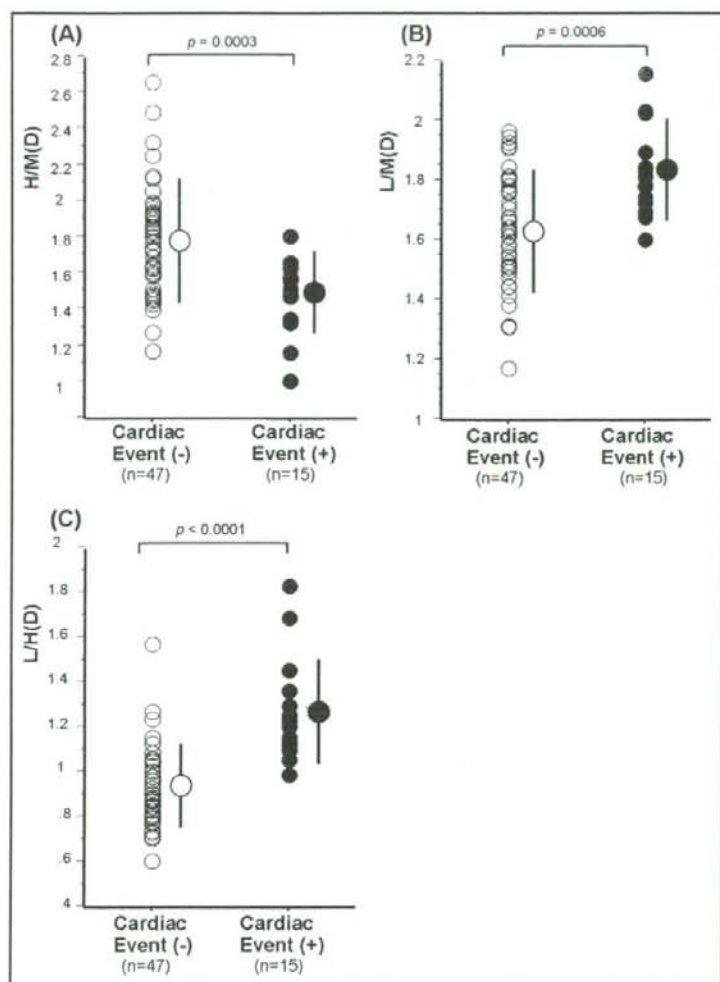 (A)
p = 0.0003
2.8
2.6
2.4
2.2
2
1.8
1.6
1.4
1.2
1
H/M(D)
Cardiac Event (-)
(n=47)
Cardiac Event (+)
(n=15)
(B)
p = 0.0006
2.2
2
1.8
1.6
1.4
1.2
1
L/M(D)
Cardiac Event (-)
(n=47)
Cardiac Event (+)
(n=15)
(C)
p < 0.0001
2
1.8
1.6
1.4
1.2
1
.8
.6
.4
L/H(D)
Cardiac
Event (-)
(n=47)
Cardiac
Event (+)
(n=15)